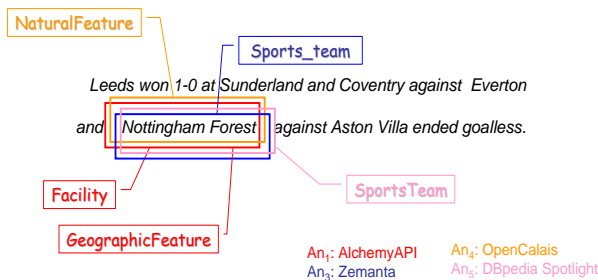 NaturalFeature
Sports_team
Leeds won 1-0 at Sunderland and Coventry against Everton
and Nottingham Forest against Aston Villa ended goalless.
Facility
SportsTeam
GeographicFeature
An1: AlchemyAPI
An4: OpenCalais
An3: Zemanta
An5: DBpedia Spotlight